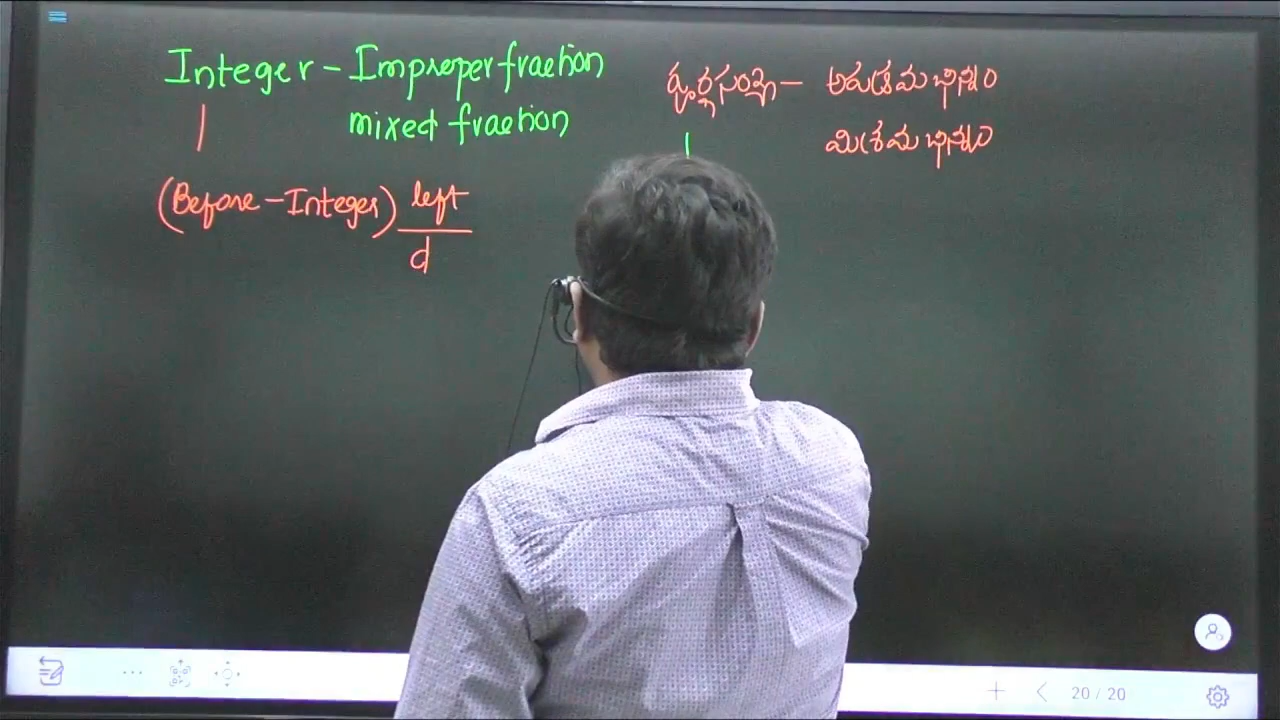 Integer - Improper fraction
mixed fraction
(Before - Integer) left
d
పూర్ణసంఖ్య - అపక్రమ భిన్నం
మిశ్రమ భిన్నం
20 / 20